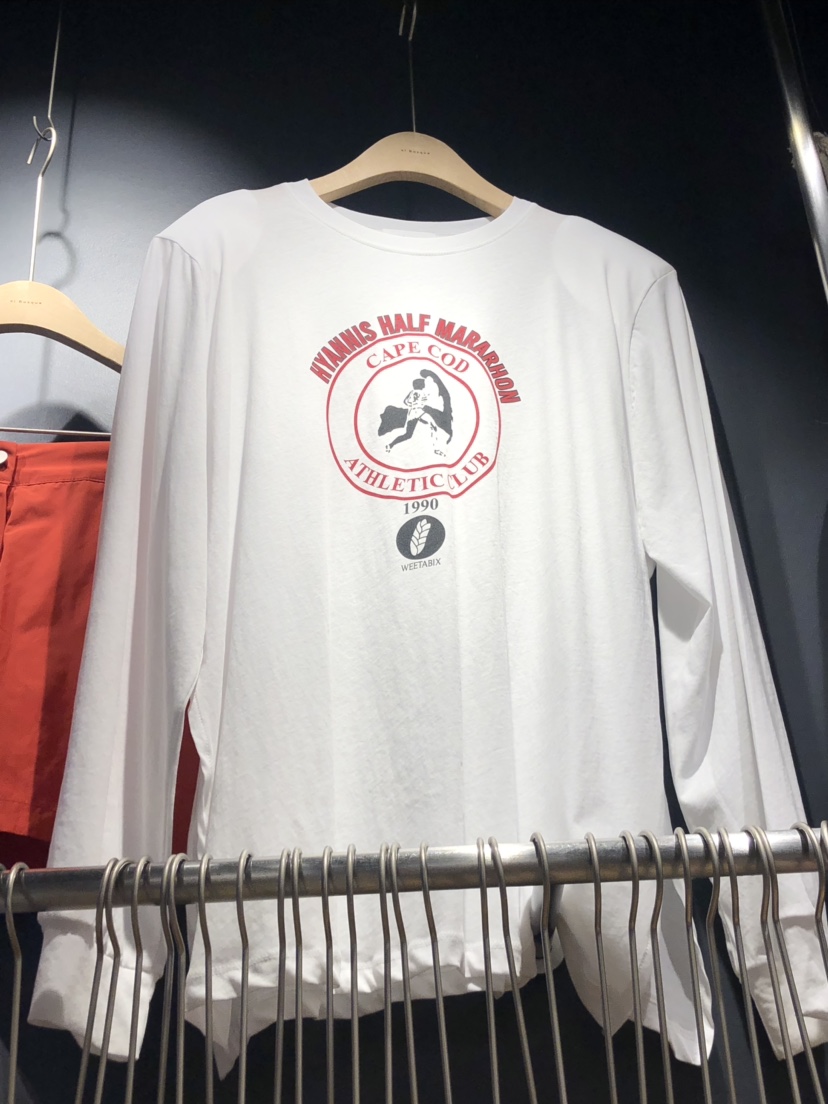 HYANNIS HALF MARARHON
CAPE COD
ATHLETIC CLUB
1990
WEETABIX